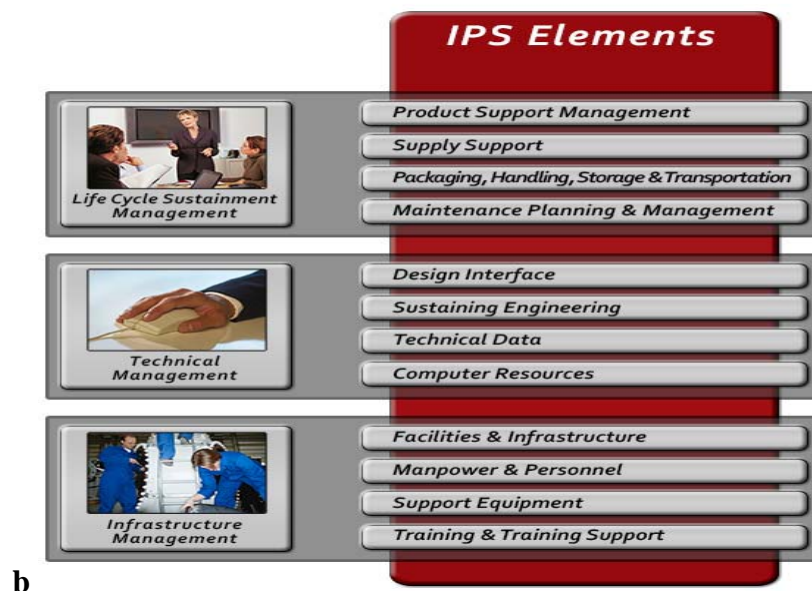 IPS Elements
Product Support Management
Supply Support
Packaging, Handling, Storage & Transportation
Maintenance Planning & Management
Life Cycle Sustainment
Management
Design Interface
Sustaining Engineering
Technical Data
Computer Resources
Technical
Management
Facilities & Infrastructure
Manpower & Personnel
Support Equipment
Training & Training Support
Infrastructure
Management
b